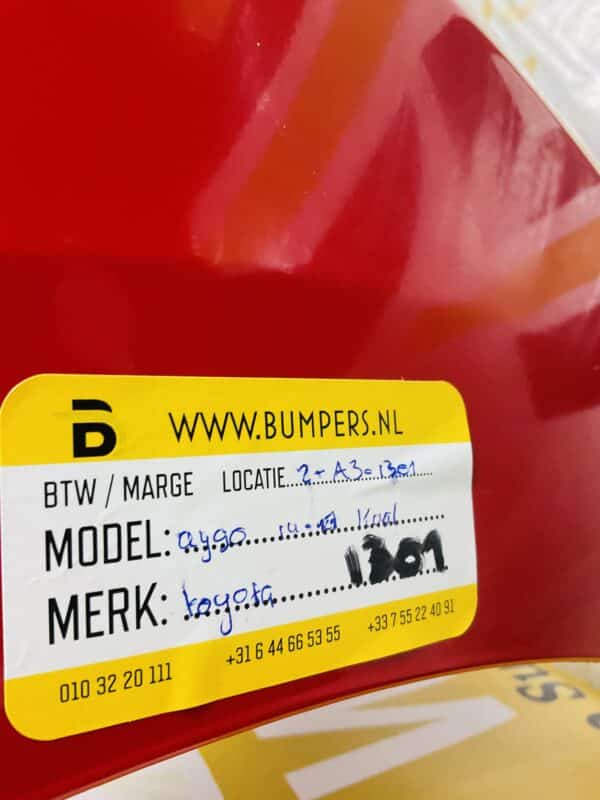 WWW.BUMPERS.NL
BTW / MARGE LOCATIE 2-A3-1301
MODEL: aygo
MERK: toyota 1301
010 32 20 111 +31 6 44 66 53 55 +33 7 55 22 40 91